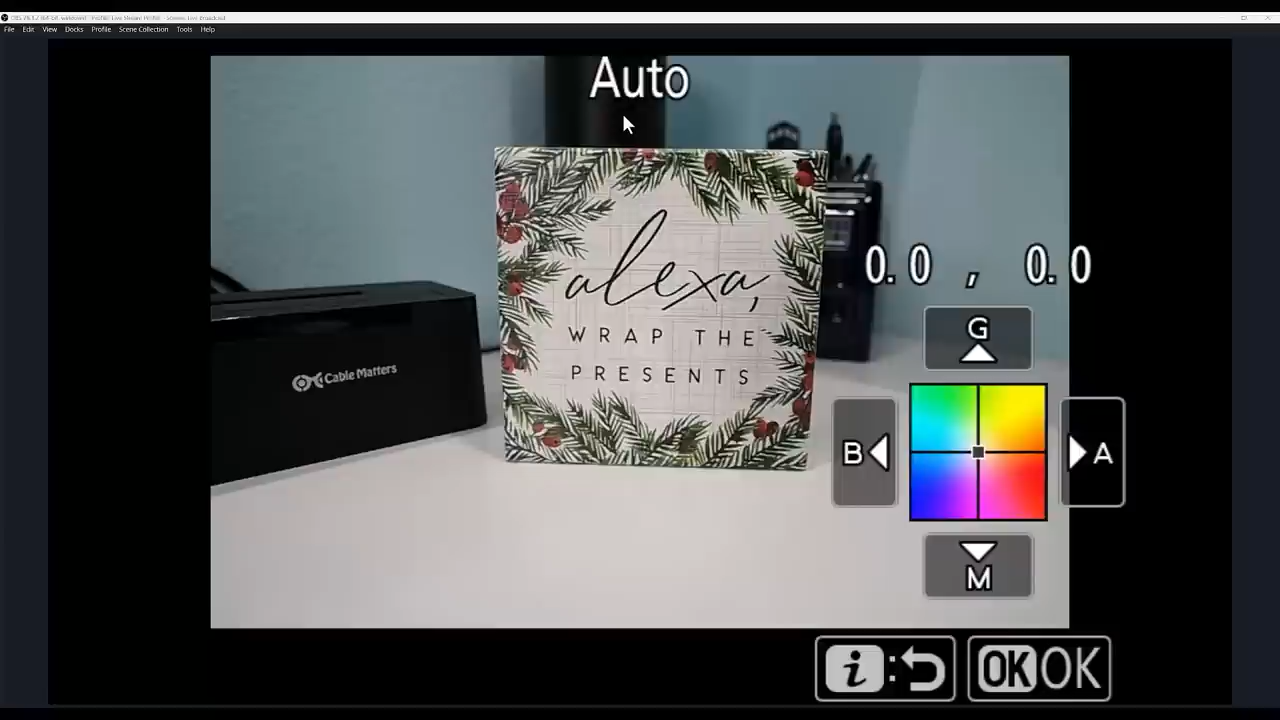 File Edit View Docks Profile Scene Collection Tools Help
Auto
alexa,
WRAP THE
PRESENTS
Cable Matters
0.0 , 0.0
G
B
A
M
i:
OK OK